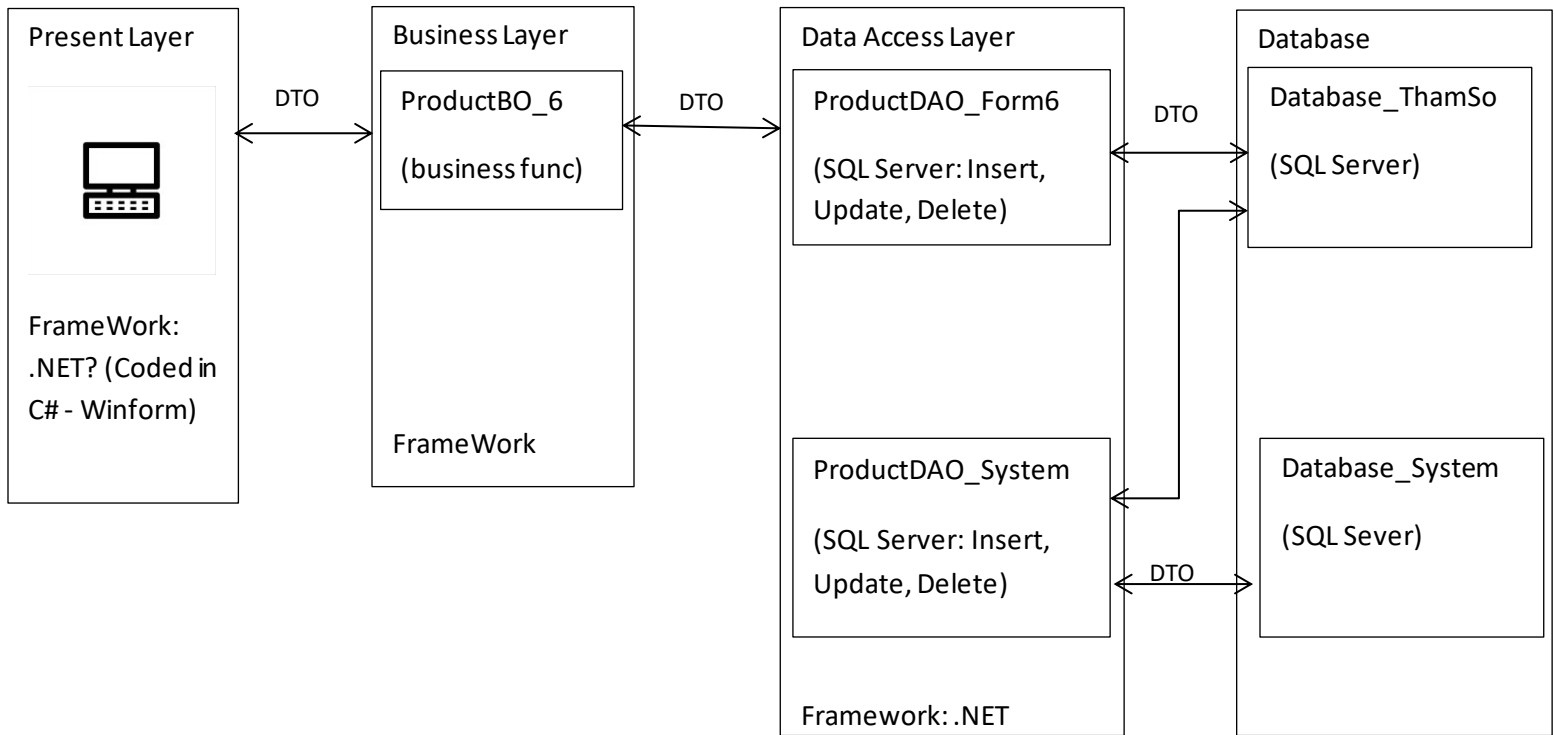 Present Layer
FrameWork:
.NET? (Coded in
C# - Winform)
DTO
Business Layer
ProductBO_6
(business func)
FrameWork
DTO
Data Access Layer
ProductDAO_Form6
(SQL Server: Insert,
Update, Delete)
ProductDAO_System
(SQL Server: Insert,
Update, Delete)
Framework: .NET
DTO
DTO
Database
Database_ThamSo
(SQL Server)
Database_System
(SQL Sever)